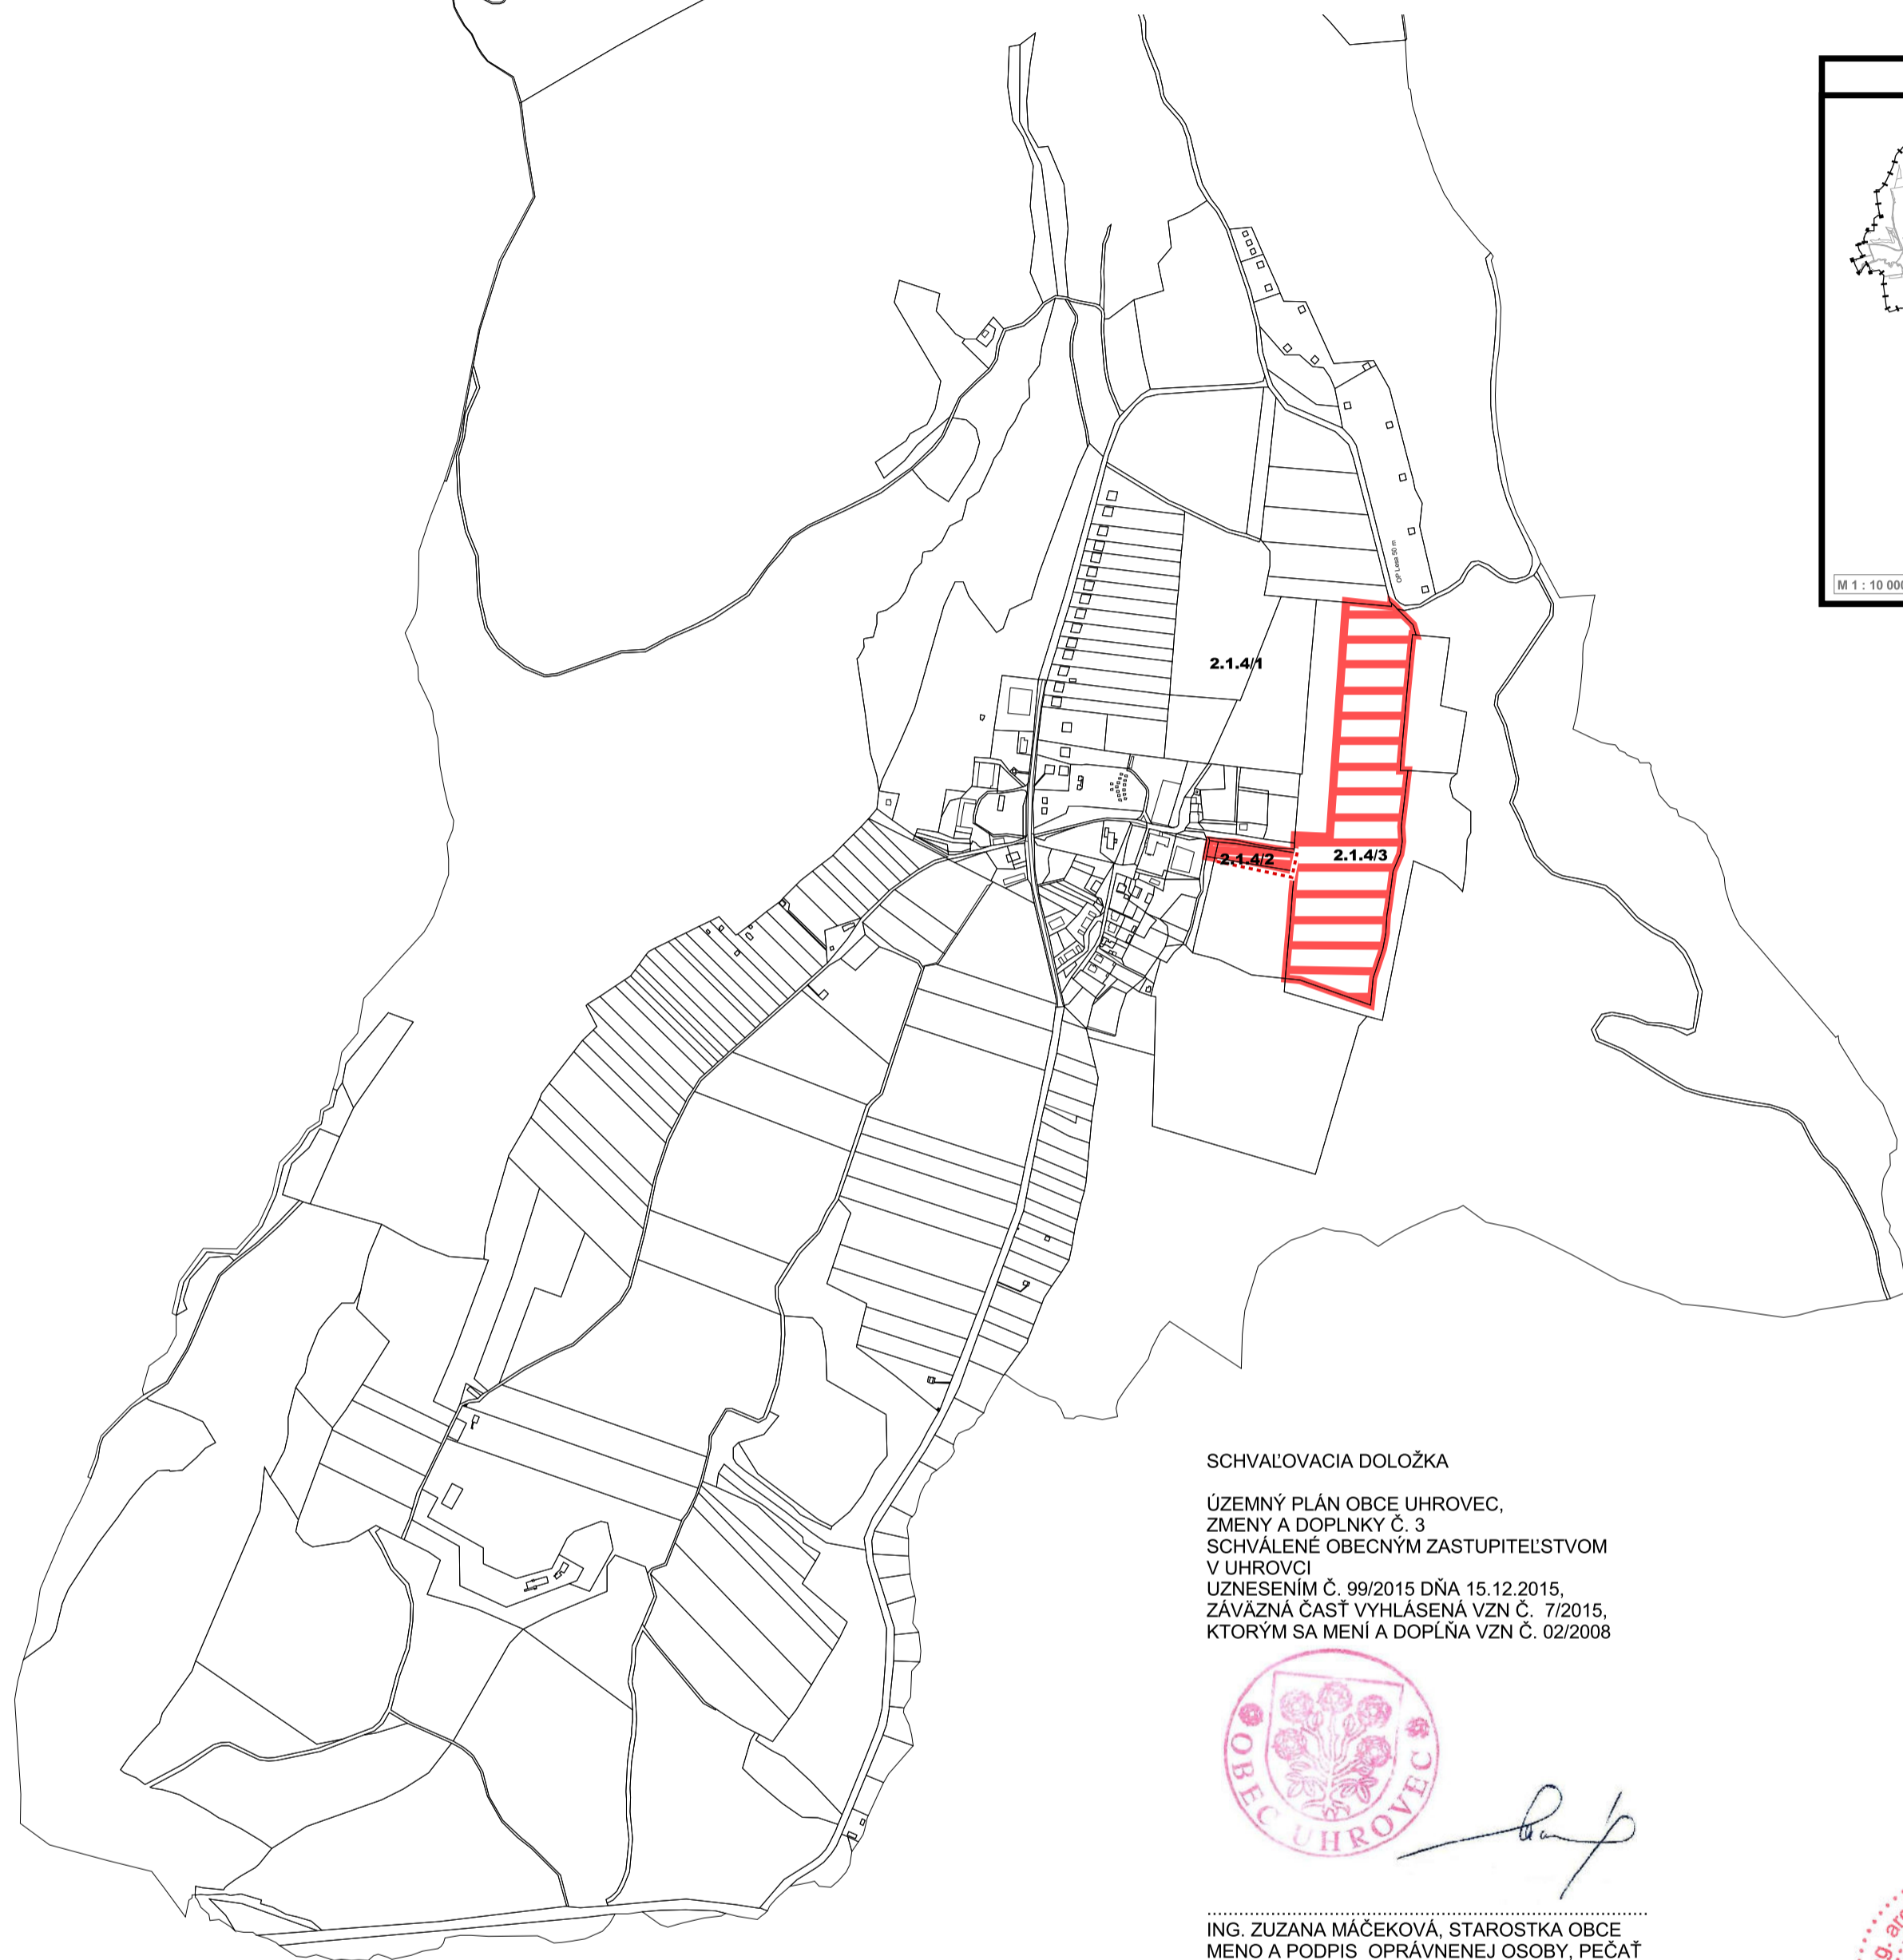 M 1 : 10 000
OP Lesa 50 m
2.1.4/1
2.1.4/2
2.1.4/3
SCHVAĽOVACIA DOLOŽKA
ÚZEMNÝ PLÁN OBCE UHROVEC,
ZMENY A DOPLNKY Č. 3
SCHVÁLENÉ OBECNÝM ZASTUPITEĽSTVOM
V UHROVCI
UZNESENÍM Č. 99/2015 DŇA 15.12.2015,
ZÁVÄZNÁ ČASŤ VYHLÁSENÁ VZN Č. 7/2015,
KTORÝM SA MENÍ A DOPĹŇA VZN Č. 02/2008
OBEC UHROVEC
ING. ZUZANA MÁČEKOVÁ, STAROSTKA OBCE
MENO A PODPIS OPRÁVNENEJ OSOBY, PEČAŤ